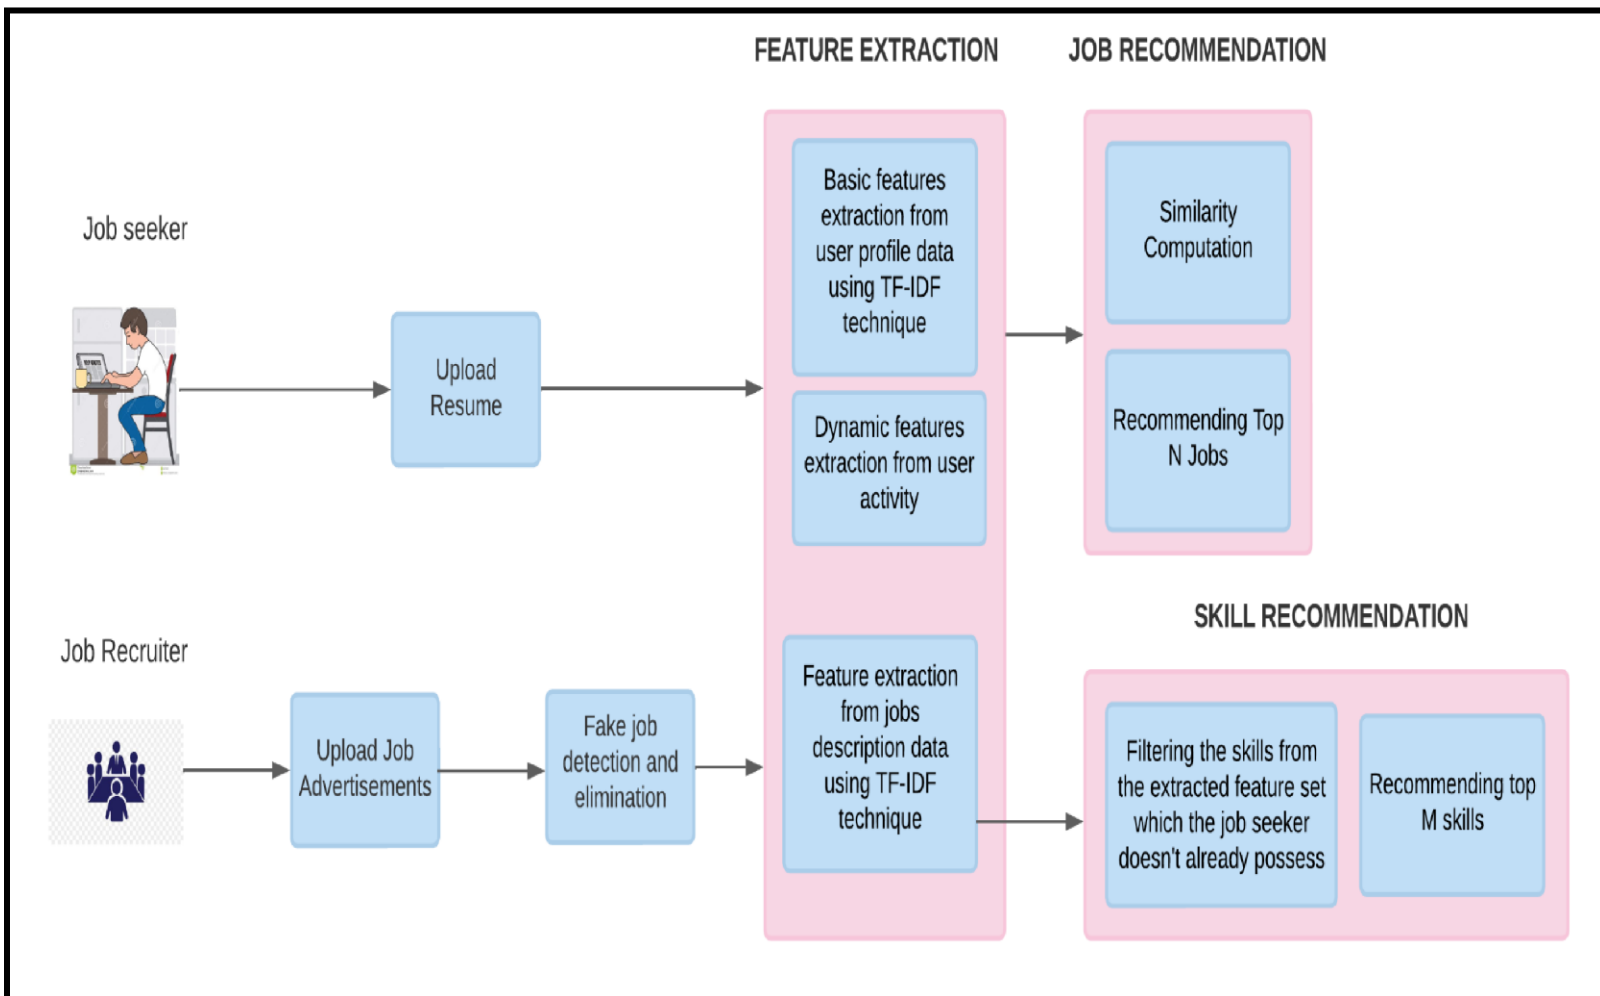 FEATURE EXTRACTION
JOB RECOMMENDATION
Job seeker
Upload
Resume
Basic features
extraction from
user profile data
using TF-IDF
technique
Dynamic features
extraction from user
activity
Similarity
Computation
Recommending Top
N Jobs
Job Recruiter
Upload Job
Advertisements
Fake job
detection and
elimination
Feature extraction
from jobs
description data
using TF-IDF
technique
SKILL RECOMMENDATION
Filtering the skills from
the extracted feature set
which the job seeker
doesn't already possess
Recommending top
M skills